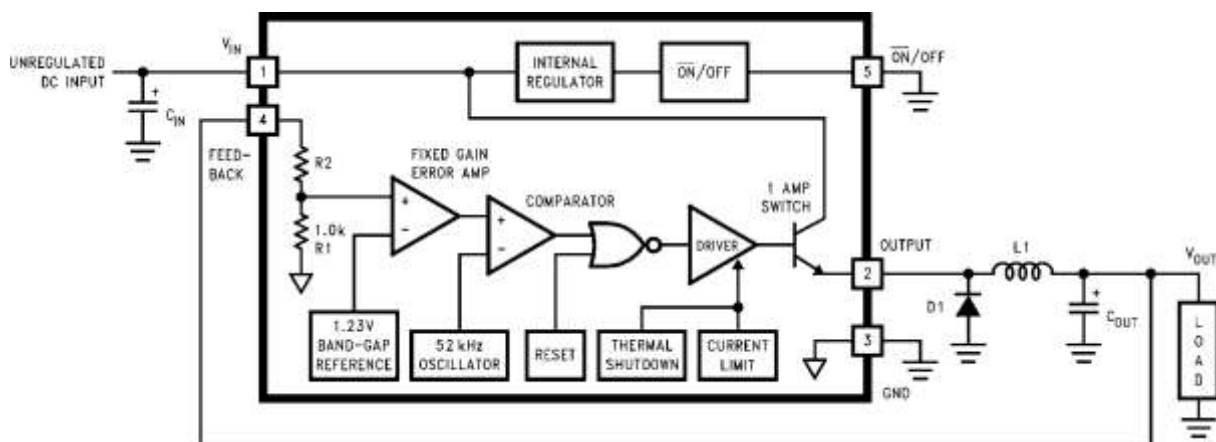 UNREGULATED
DC INPUT
+
C_IN
V_IN
1
4
FEED-
BACK
R2
1.0k
R1
INTERNAL
REGULATOR
O̅N̅/OFF
5
O̅N̅/OFF
FIXED GAIN
ERROR AMP
+
-
COMPARATOR
+
-
DRIVER
1 AMP
SWITCH
OUTPUT
2
L1
V_OUT
D1
+
C_OUT
LOAD
1.23V
BAND-GAP
REFERENCE
52 kHz
OSCILLATOR
RESET
THERMAL
SHUTDOWN
CURRENT
LIMIT
3
GND